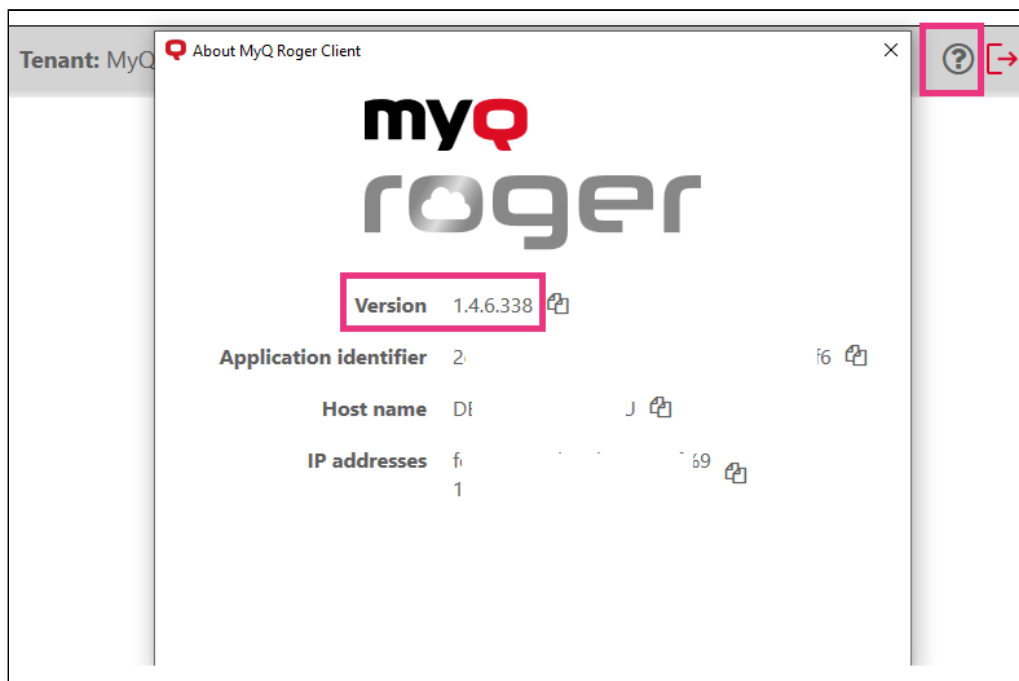 Tenant: MyQ
About MyQ Roger Client
myQ
roger
Version 1.4.6.338
Application identifier
Host name
IP addresses